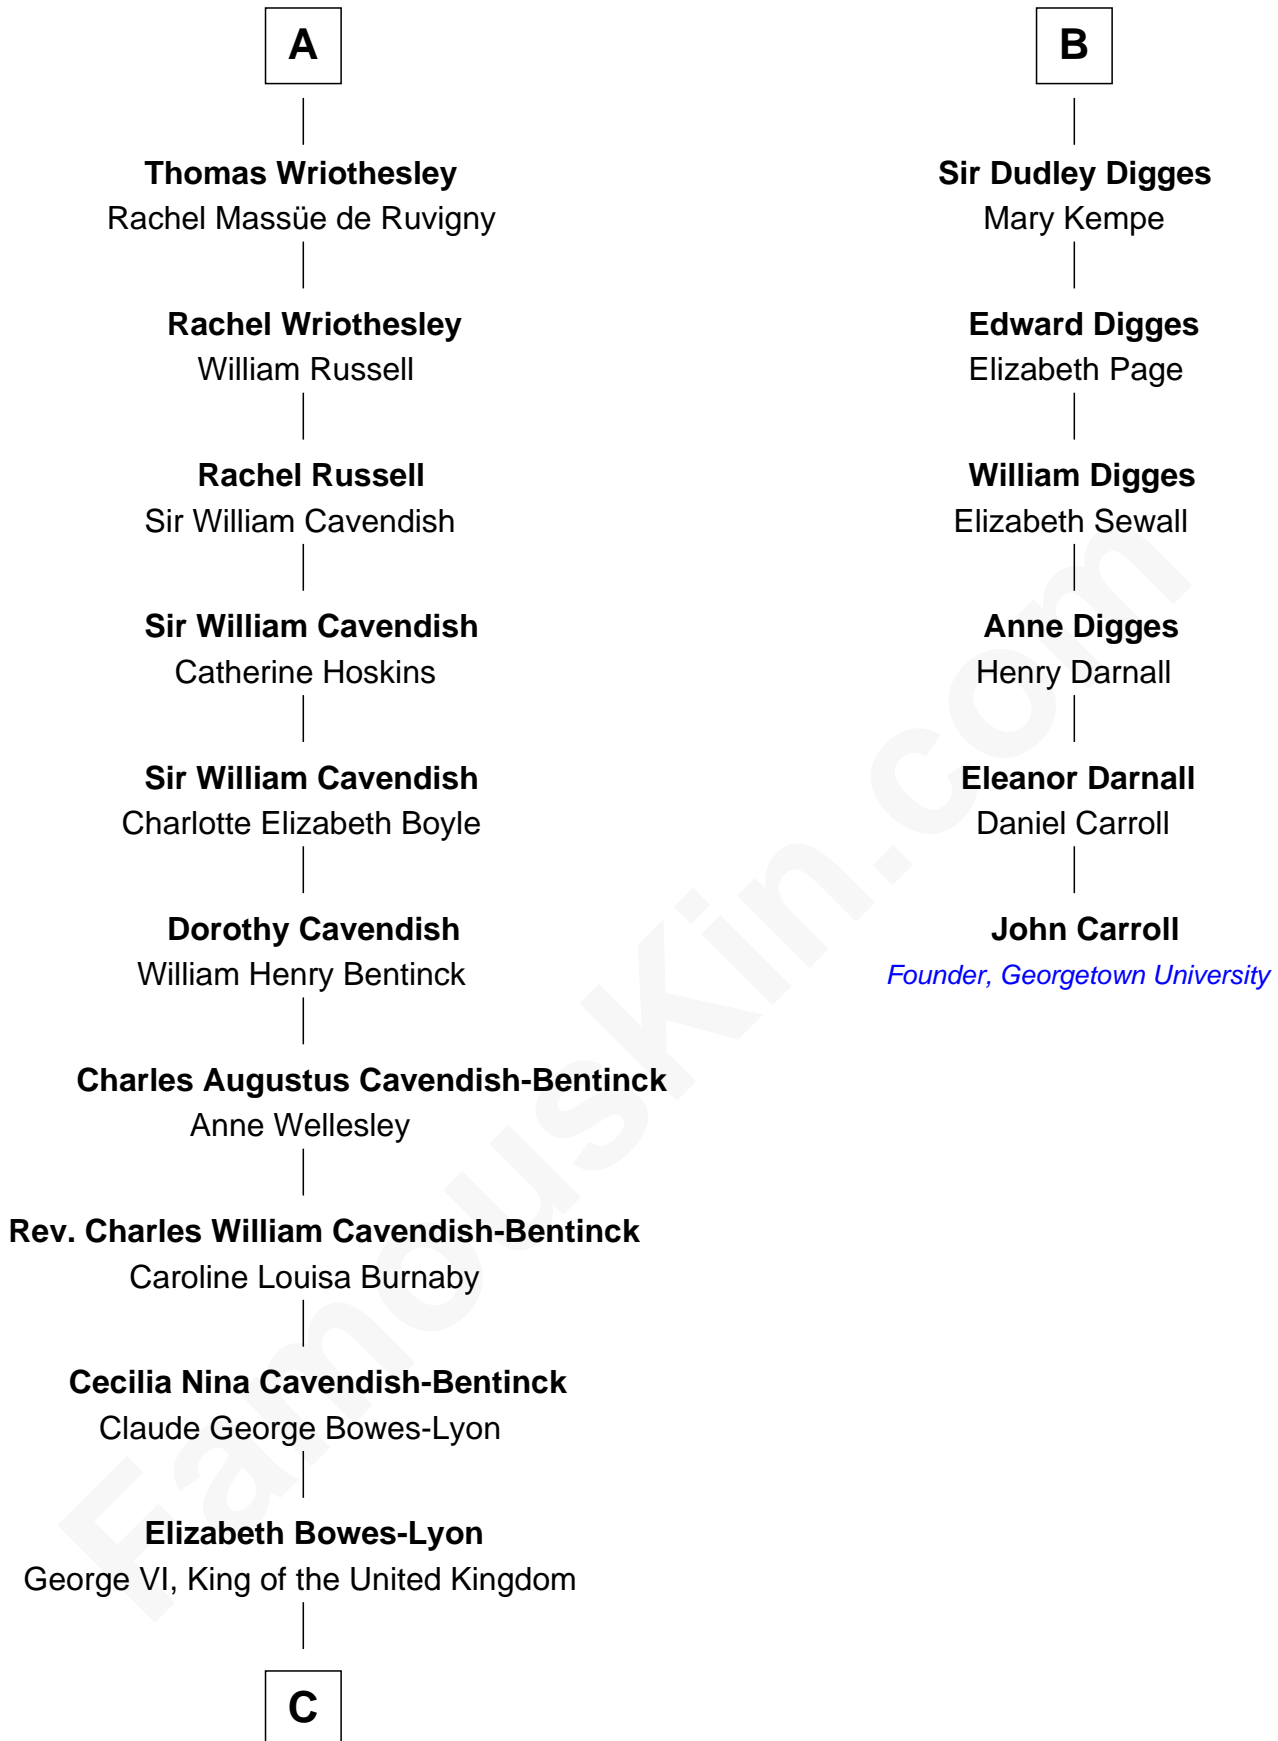 A
Thomas Wriothesley
Rachel Massüe de Ruvigny
Rachel Wriothesley
William Russell
Rachel Russell
Sir William Cavendish
Sir William Cavendish
Catherine Hoskins
Sir William Cavendish
Charlotte Elizabeth Boyle
Dorothy Cavendish
William Henry Bentinck
Charles Augustus Cavendish-Bentinck
Anne Wellesley
Rev. Charles William Cavendish-Bentinck
Caroline Louisa Burnaby
Cecilia Nina Cavendish-Bentinck
Claude George Bowes-Lyon
Elizabeth Bowes-Lyon
George VI, King of the United Kingdom
C
B
Sir Dudley Digges
Mary Kempe
Edward Digges
Elizabeth Page
William Digges
Elizabeth Sewall
Anne Digges
Henry Darnall
Eleanor Darnall
Daniel Carroll
John Carroll
Founder, Georgetown University
FamousKin.com